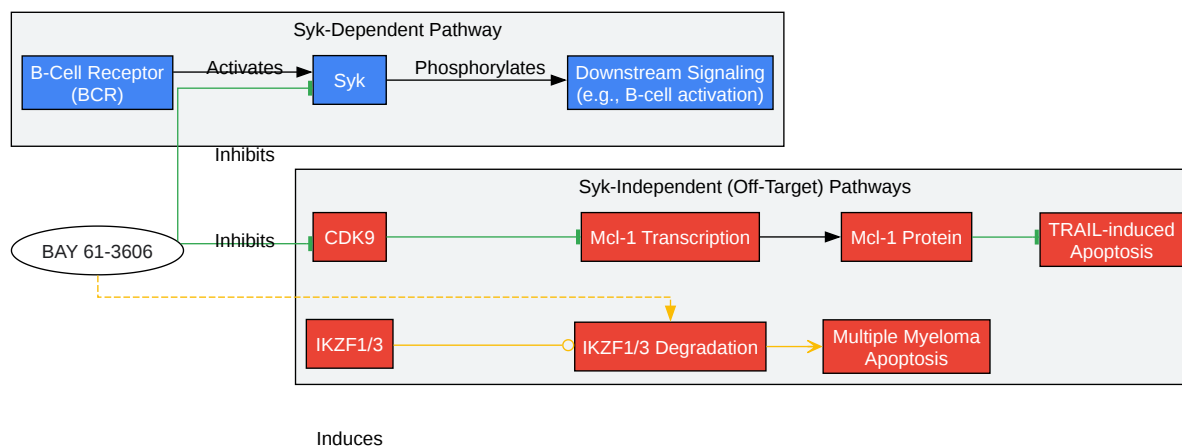 Syk-Dependent Pathway
B-Cell Receptor
(BCR)
Activates
Syk
Phosphorylates
Downstream Signaling
(e.g., B-cell activation)
Inhibits
Syk-Independent (Off-Target) Pathways
BAY 61-3606
Inhibits
CDK9
Mcl-1 Transcription
Mcl-1 Protein
TRAIL-induced
Apoptosis
IKZF1/3
IKZF1/3 Degradation
Multiple Myeloma
Apoptosis
Induces